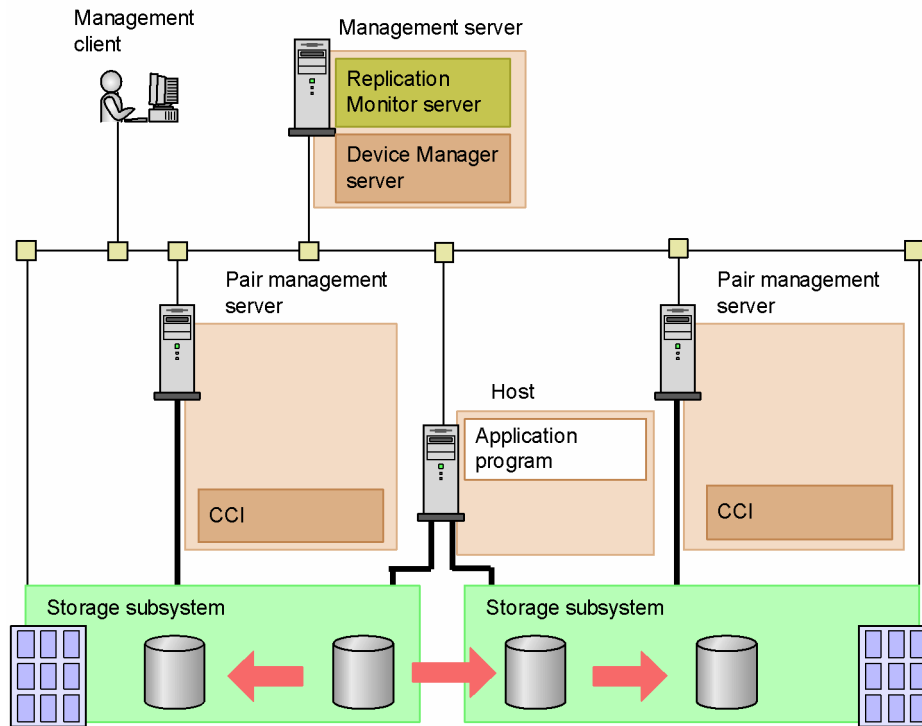 Management
client
Management server
Replication
Monitor server
Device Manager
server
Pair management
server
Pair management
server
Host
Application
program
CCI
CCI
Storage subsystem
Storage subsystem